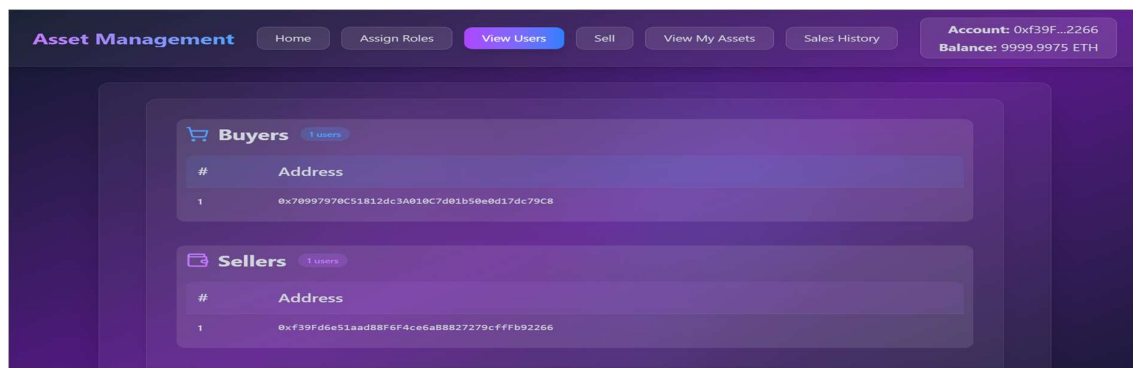 Asset Management
Home
Assign Roles
View Users
Sell
View My Assets
Sales History
Account: 0xf39F...2266
Balance: 9999.9975 ETH
Buyers 1 users
# Address
1 0x70997970C51812dc3A010C7d01b50e0d17dc79C8
Sellers 1 users
# Address
1 0xf39Fd6e51aad88F6F4ce6aB8827279cffFb92266